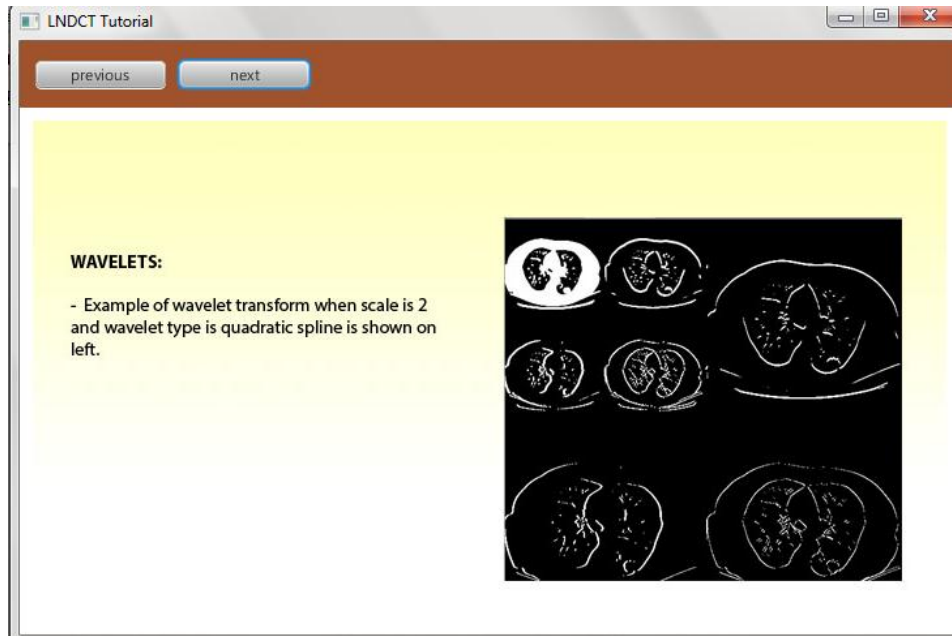 LNDCT Tutorial
previous
next
WAVELETS:
- Example of wavelet transform when scale is 2
and wavelet type is quadratic spline is shown on
left.